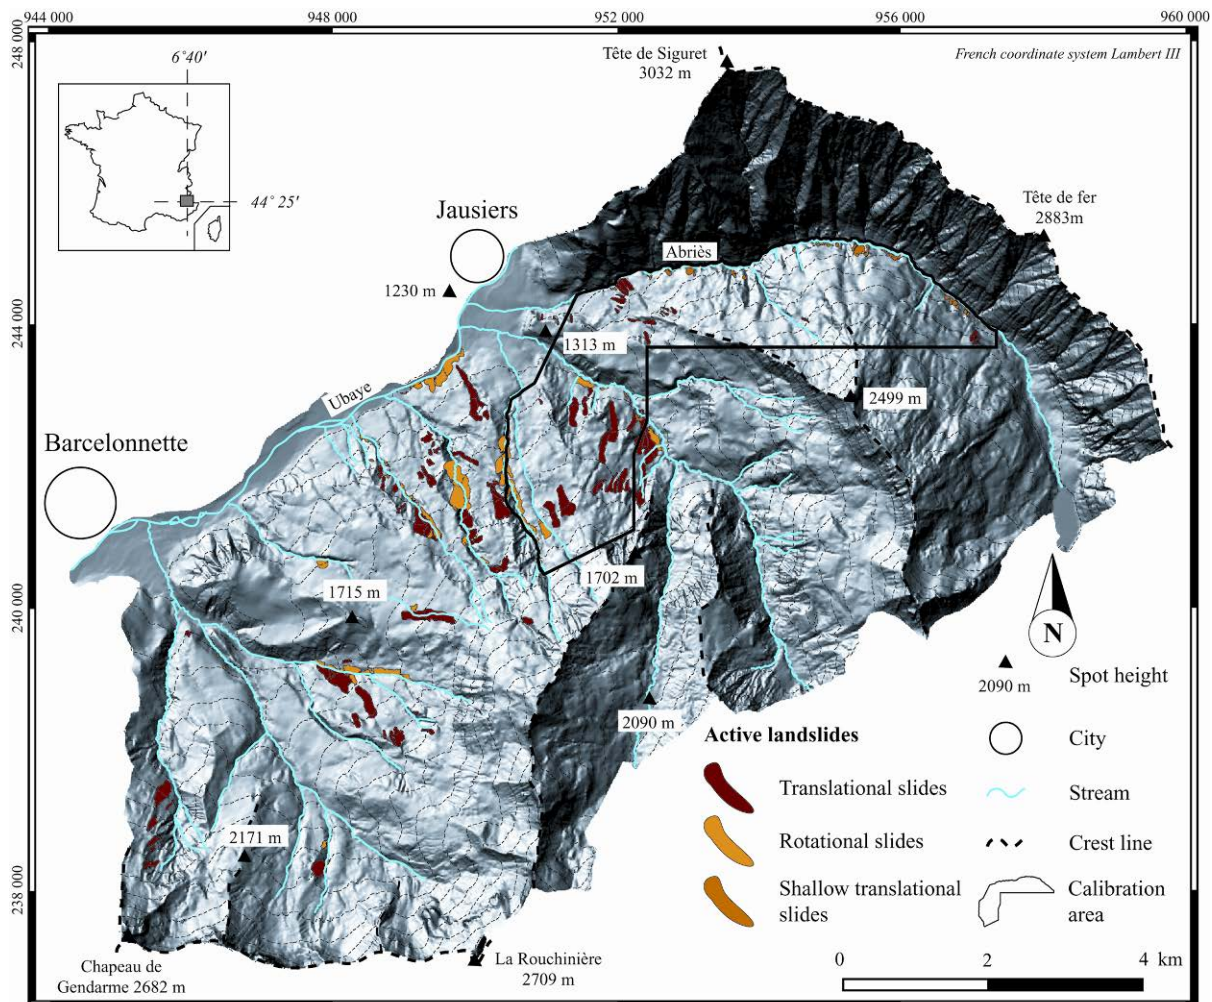 944 000
948 000
952 000
956 000
960 000
248 000
244 000
240 000
238 000
6°40'
44° 25'
French coordinate system Lambert III
Tête de Siguret
3032 m
Tête de fer
2883m
Jausiers
Abriès
1230 m
1313 m
Ubaye
2499 m
Barcelonnette
1702 m
1715 m
N
2090 m
Spot height
2090 m
City
Active landslides
Translational slides
Stream
Rotational slides
Crest line
2171 m
Shallow translational
slides
Calibration
area
Chapeau de
Gendarme 2682 m
La Rouchinière
2709 m
0
2
4 km